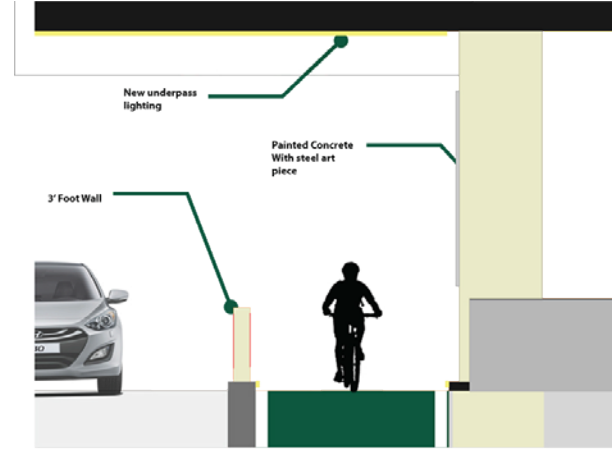 New underpass
lighting
Painted Concrete
With steel art
piece
3' Foot Wall